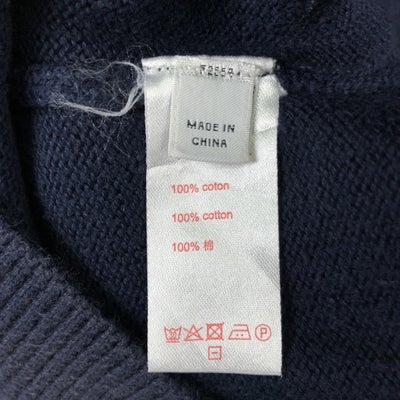 MADE IN
CHINA
100% coton
100% cotton
100% 棉
P